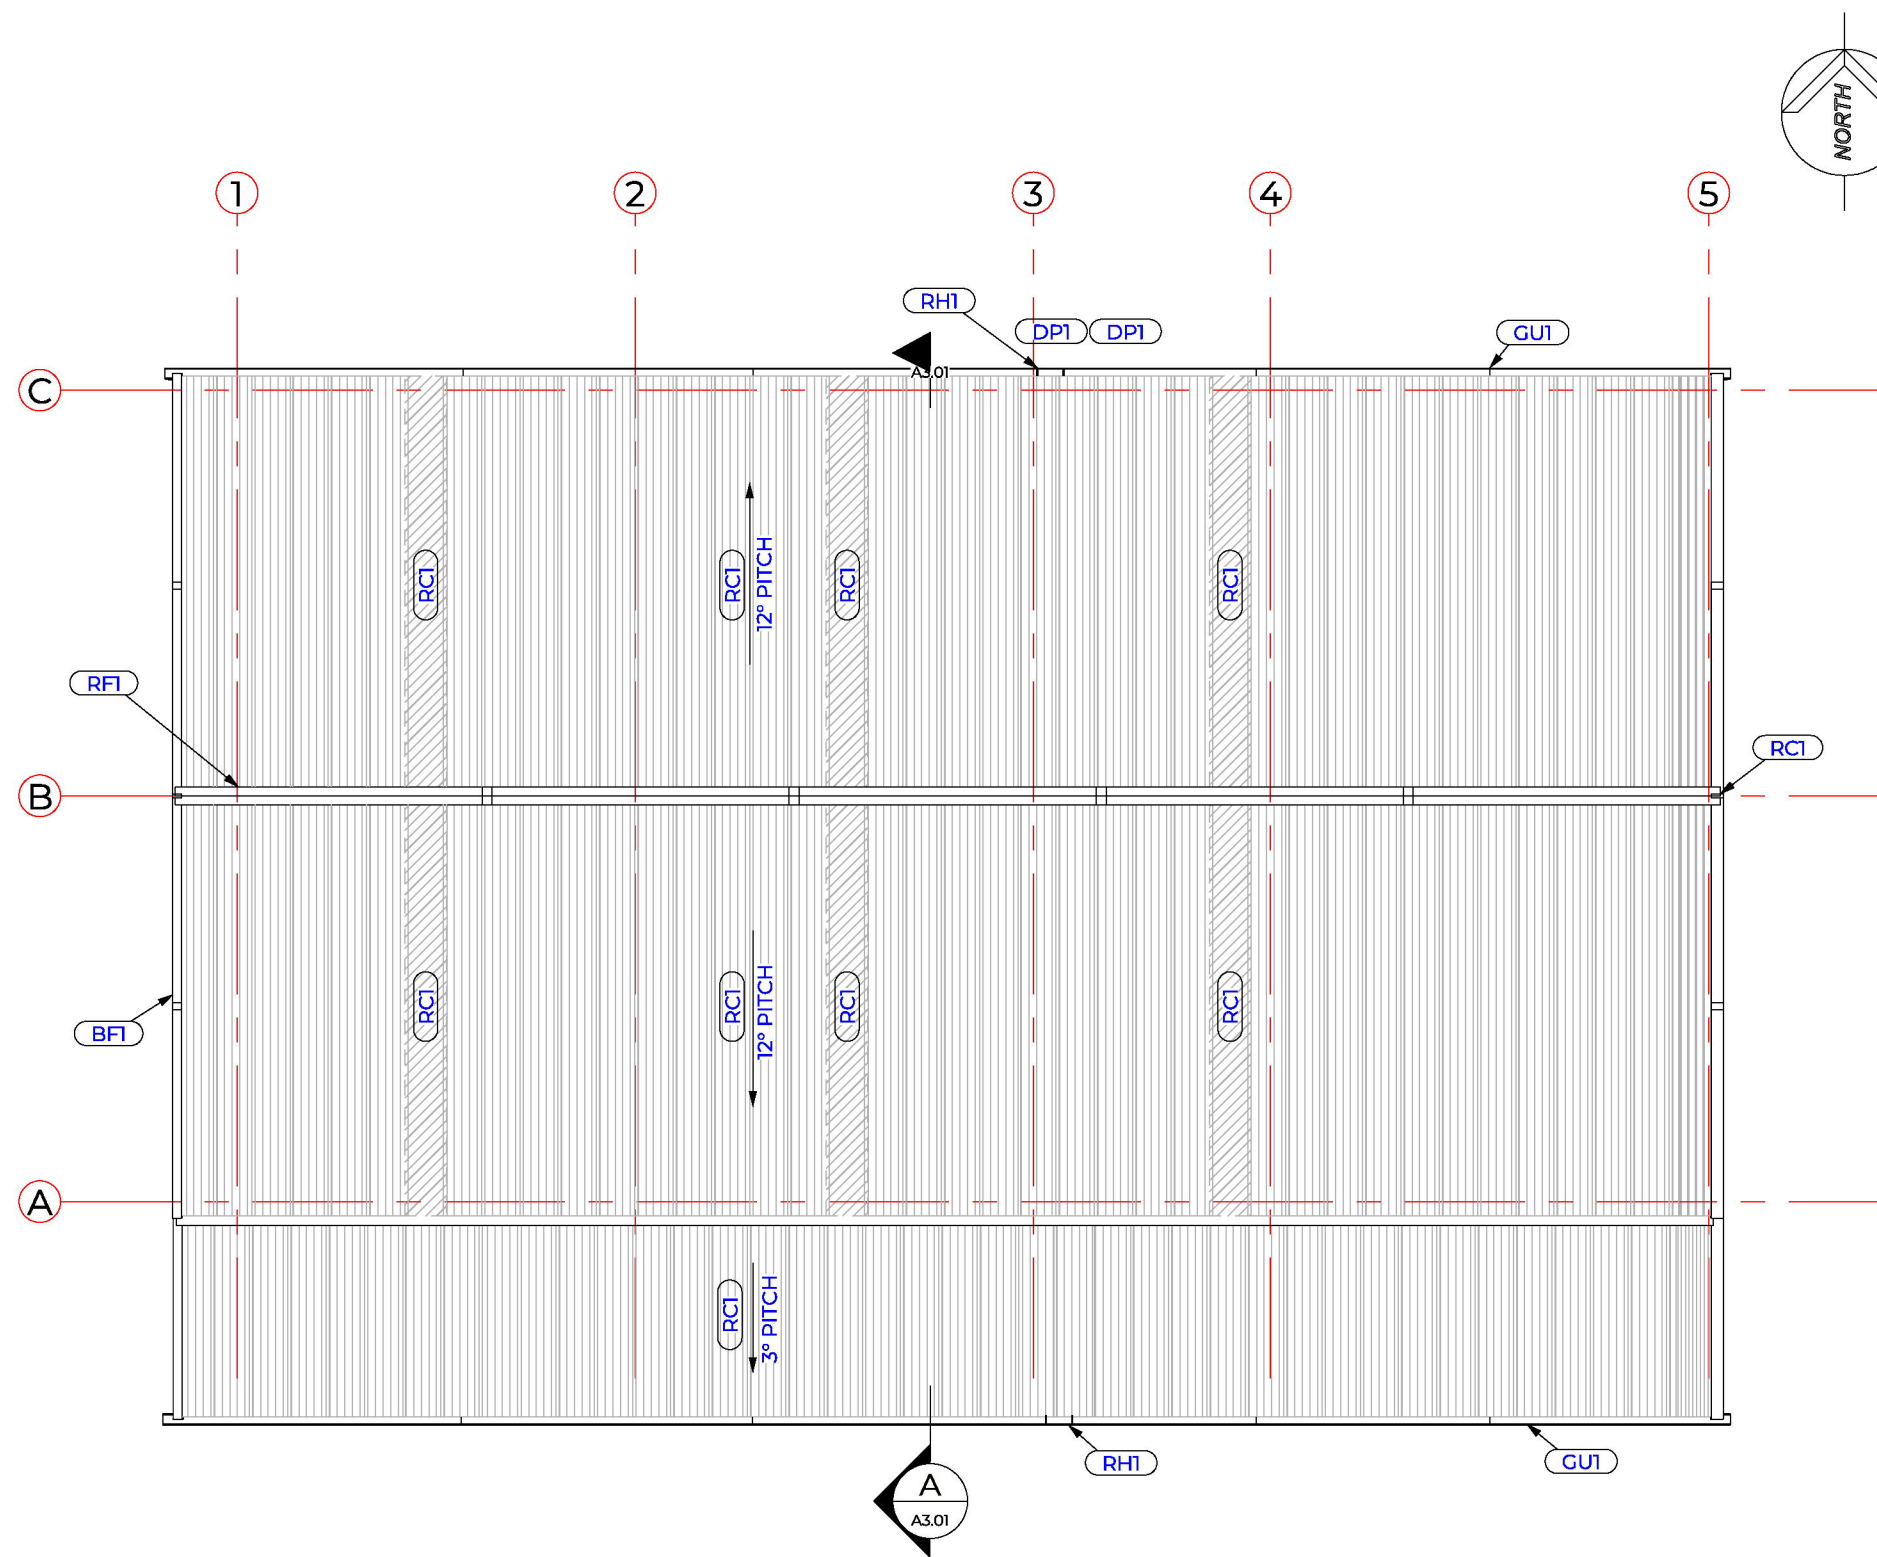 NORTH
1
2
3
4
5
RH1
DP1
DP1
GU1
A3.01
C
RC1
RC1
12° PITCH
RC1
RC1
RF1
RC1
B
RC1
RC1
12° PITCH
RC1
RC1
BF1
A
RC1
3° PITCH
RH1
GU1
A
A3.01